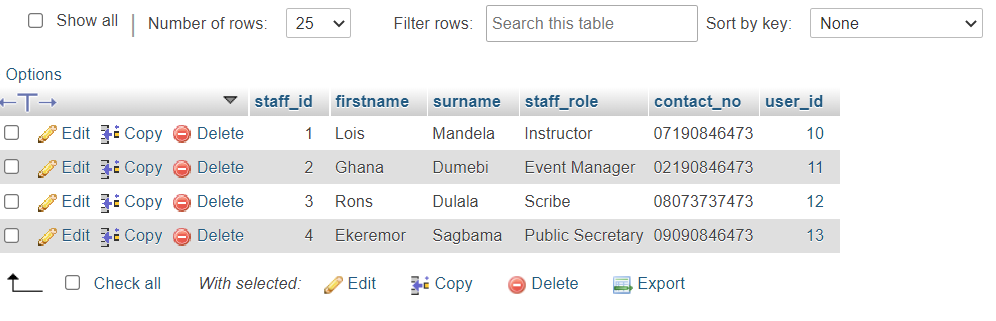 Show all | Number of rows: 25 Filter rows: Search this table Sort by key: None
Options
←T→ staff_id firstname surname staff_role contact_no user_id
Edit Copy Delete 1 Lois Mandela Instructor 07190846473 10
Edit Copy Delete 2 Ghana Dumebi Event Manager 02190846473 11
Edit Copy Delete 3 Rons Dulala Scribe 08073737473 12
Edit Copy Delete 4 Ekeremor Sagbama Public Secretary 09090846473 13
Check all With selected: Edit Copy Delete Export